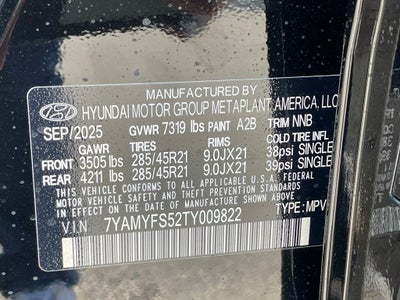 MANUFACTURED BY
HYUNDAI MOTOR GROUP METAPLANT AMERICA, LLC
SEP/2025 GVWR 7319 lbs PAINT A2B TRIM NNB
GAWR TIRES RIMS COLD TIRE INFL
FRONT 3505 lbs 285/45R21 9.0JX21 38psi SINGLE
REAR 4211 lbs 285/45R21 9.0JX21 39psi SINGLE
THIS VEHICLE CONFORMS TO ALL APPLICABLE U.S. FEDERAL
MOTOR VEHICLE SAFETY STANDARDS IN EFFECT ON THE
DATE OF MANUFACTURE SHOWN ABOVE.
VIN 7YAMYFS52TY009822 TYPE:MPV